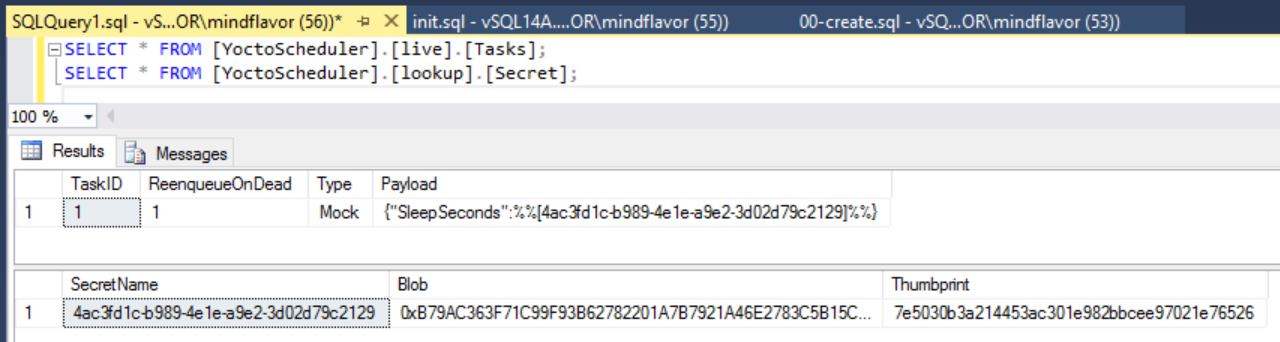 SQLQuery1.sql - vS...OR\mindflavor (56))* init.sql - vSQL14A....OR\mindflavor (55)) 00-create.sql - vSQ...OR\mindflavor (53))
SELECT * FROM [YoctoScheduler].[live].[Tasks];
SELECT * FROM [YoctoScheduler].[lookup].[Secret];
100 %
Results Messages
TaskID ReenqueueOnDead Type Payload
1 1 1 Mock {"SleepSeconds":%%[4ac3fd1c-b989-4e1e-a9e2-3d02d79c2129]%%}
SecretName Blob Thumbprint
1 4ac3fd1c-b989-4e1e-a9e2-3d02d79c2129 0xB79AC363F71C99F93B62782201A7B7921A46E2783C5B15C... 7e5030b3a214453ac301e982bbcee97021e76526